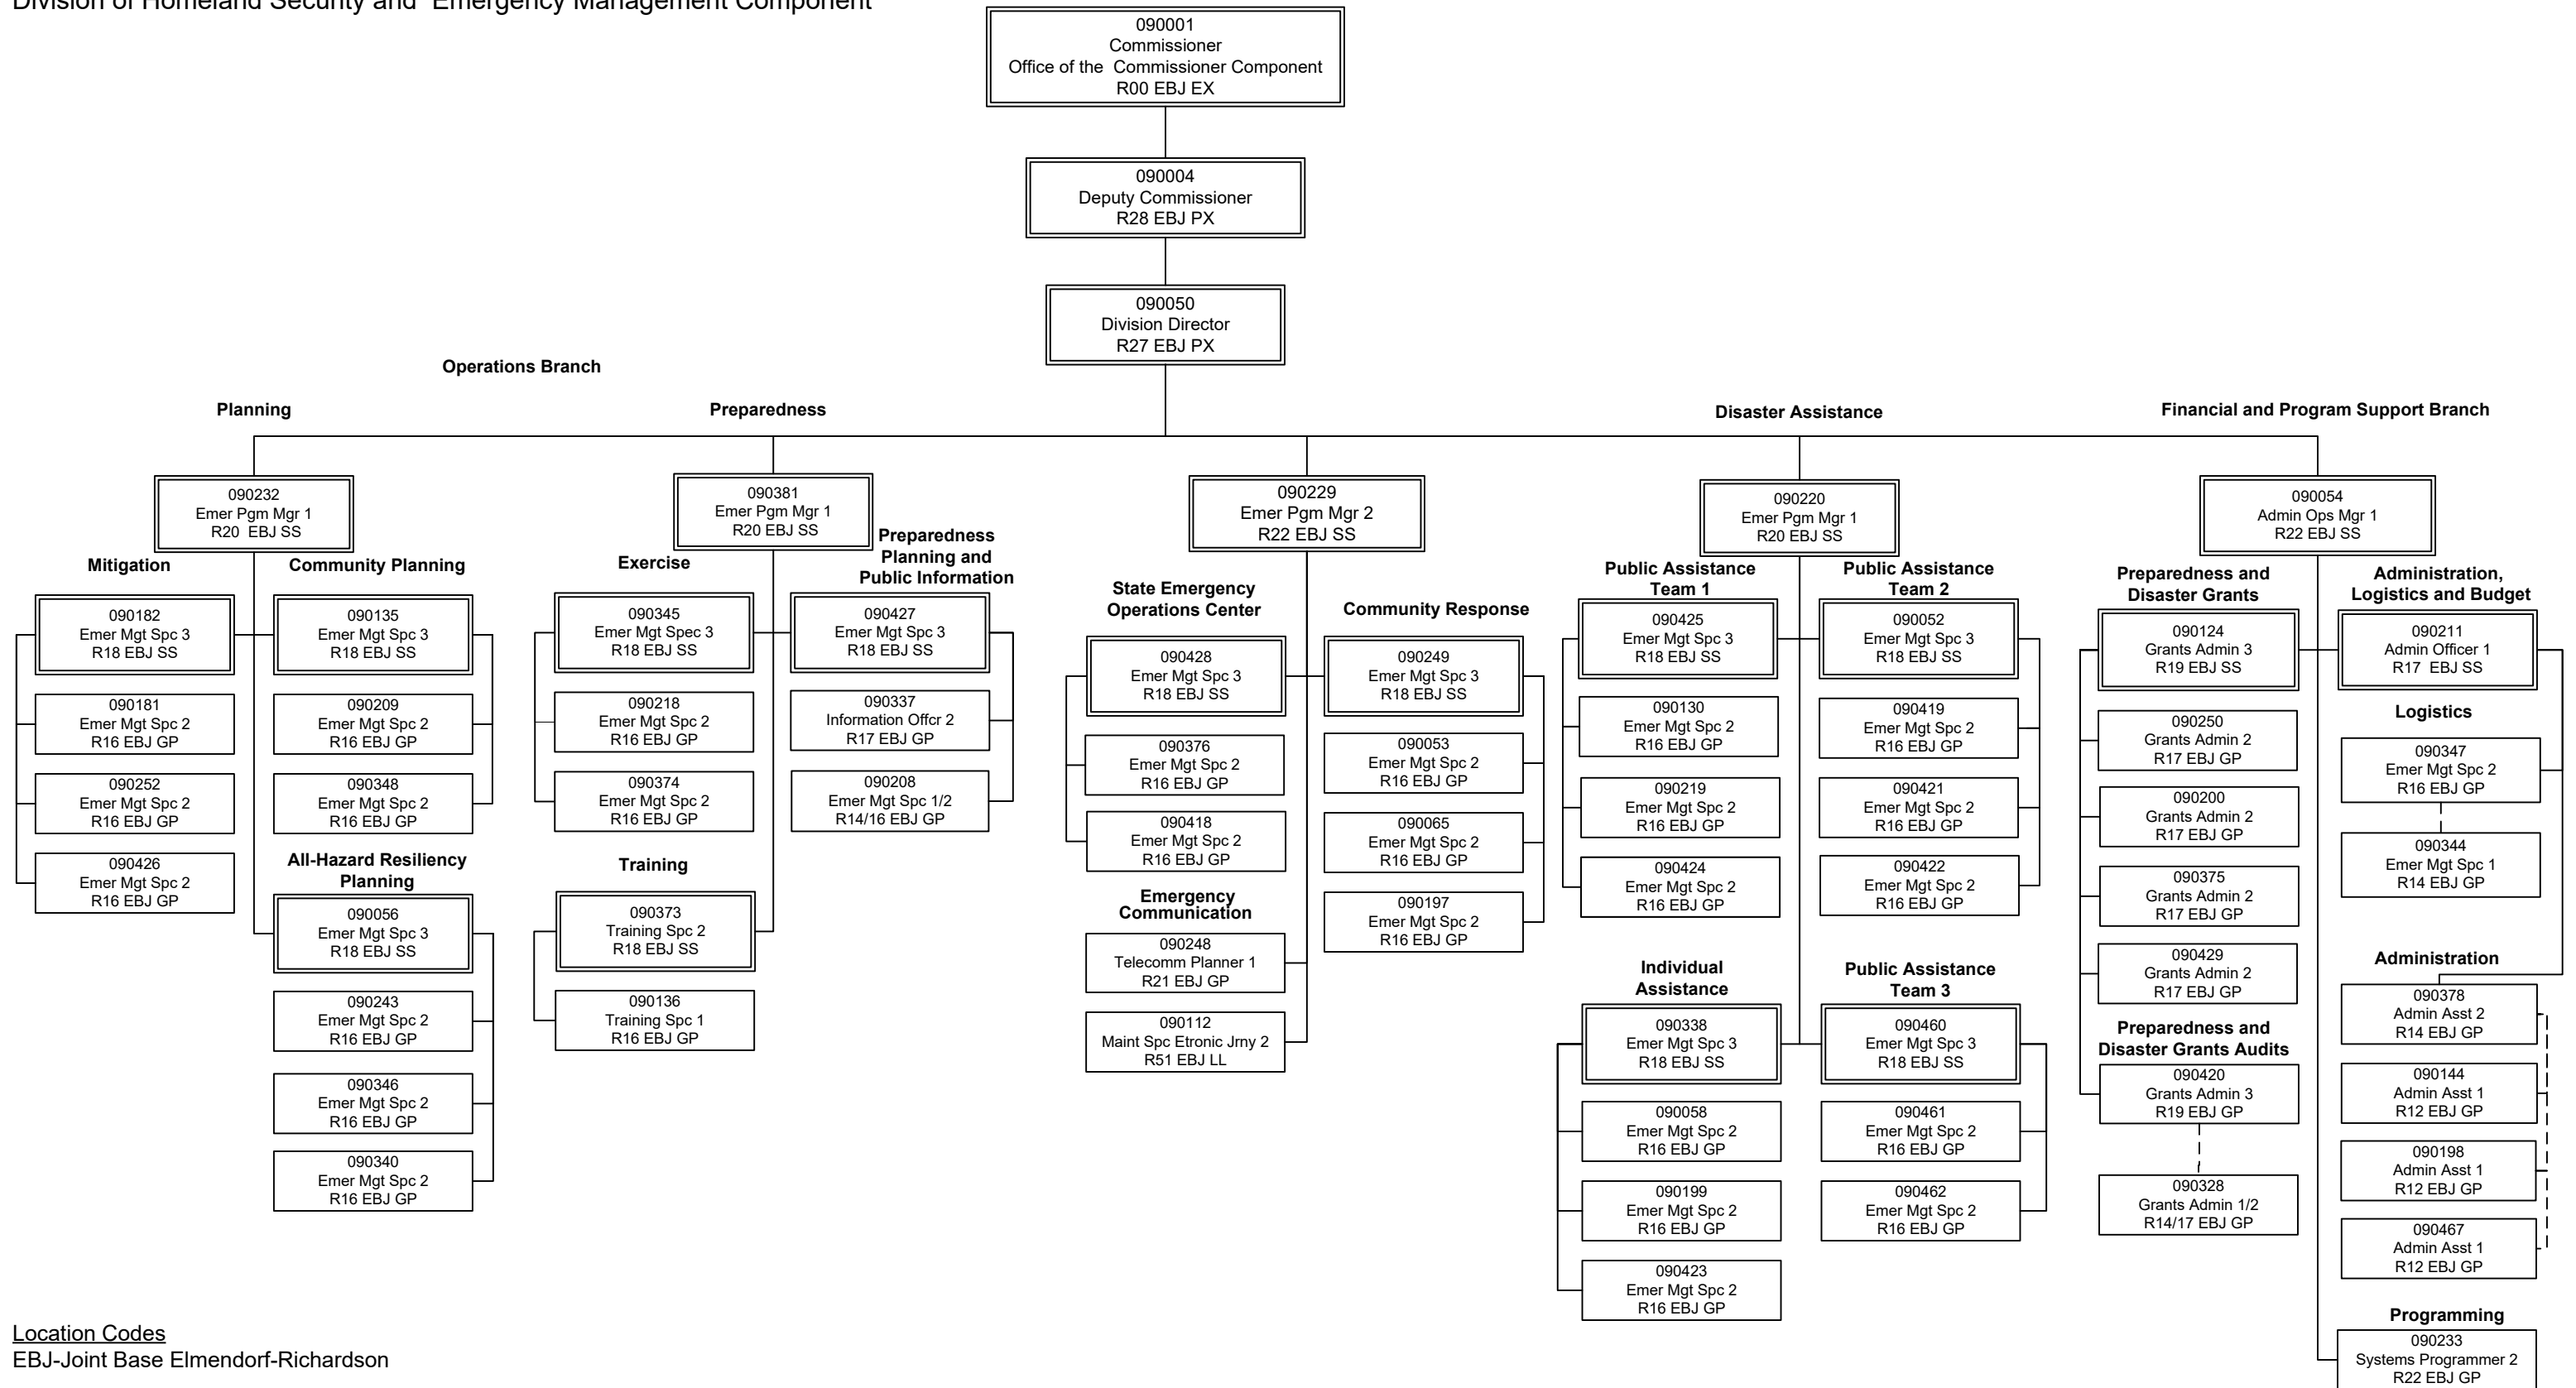 Division of Homeland Security and Emergency Management Component
090001
Commissioner
Office of the Commissioner Component
R00 EBJ EX
090004
Deputy Commissioner
R28 EBJ PX
090050
Division Director
R27 EBJ PX
Operations Branch
Planning
Preparedness
Disaster Assistance
Financial and Program Support Branch
090232
Emer Pgm Mgr 1
R20 EBJ SS
Mitigation
090182
Emer Mgt Spc 3
R18 EBJ SS
090181
Emer Mgt Spc 2
R16 EBJ GP
090252
Emer Mgt Spc 2
R16 EBJ GP
090426
Emer Mgt Spc 2
R16 EBJ GP
Community Planning
090135
Emer Mgt Spc 3
R18 EBJ SS
090209
Emer Mgt Spc 2
R16 EBJ GP
090348
Emer Mgt Spc 2
R16 EBJ GP
All-Hazard Resiliency
Planning
090056
Emer Mgt Spc 3
R18 EBJ SS
090243
Emer Mgt Spc 2
R16 EBJ GP
090346
Emer Mgt Spc 2
R16 EBJ GP
090340
Emer Mgt Spc 2
R16 EBJ GP
090381
Emer Pgm Mgr 1
R20 EBJ SS
Exercise
090345
Emer Mgt Spec 3
R18 EBJ SS
090218
Emer Mgt Spc 2
R16 EBJ GP
090374
Emer Mgt Spc 2
R16 EBJ GP
Training
090373
Training Spc 2
R18 EBJ SS
090136
Training Spc 1
R16 EBJ GP
Preparedness
Planning and
Public Information
090427
Emer Mgt Spc 3
R18 EBJ SS
090337
Information Offcr 2
R17 EBJ GP
090208
Emer Mgt Spc 1/2
R14/16 EBJ GP
090229
Emer Pgm Mgr 2
R22 EBJ SS
State Emergency
Operations Center
090428
Emer Mgt Spc 3
R18 EBJ SS
090376
Emer Mgt Spc 2
R16 EBJ GP
090418
Emer Mgt Spc 2
R16 EBJ GP
Emergency
Communication
090248
Telecomm Planner 1
R21 EBJ GP
090112
Maint Spc Etronic Jrny 2
R51 EBJ LL
Community Response
090249
Emer Mgt Spc 3
R18 EBJ SS
090053
Emer Mgt Spc 2
R16 EBJ GP
090065
Emer Mgt Spc 2
R16 EBJ GP
090197
Emer Mgt Spc 2
R16 EBJ GP
090220
Emer Pgm Mgr 1
R20 EBJ SS
Public Assistance
Team 1
090425
Emer Mgt Spc 3
R18 EBJ SS
090130
Emer Mgt Spc 2
R16 EBJ GP
090219
Emer Mgt Spc 2
R16 EBJ GP
090424
Emer Mgt Spc 2
R16 EBJ GP
Public Assistance
Team 2
090052
Emer Mgt Spc 3
R18 EBJ SS
090419
Emer Mgt Spc 2
R16 EBJ GP
090421
Emer Mgt Spc 2
R16 EBJ GP
090422
Emer Mgt Spc 2
R16 EBJ GP
Individual
Assistance
090338
Emer Mgt Spc 3
R18 EBJ SS
090058
Emer Mgt Spc 2
R16 EBJ GP
090199
Emer Mgt Spc 2
R16 EBJ GP
090423
Emer Mgt Spc 2
R16 EBJ GP
Public Assistance
Team 3
090460
Emer Mgt Spc 3
R18 EBJ SS
090461
Emer Mgt Spc 2
R16 EBJ GP
090462
Emer Mgt Spc 2
R16 EBJ GP
090054
Admin Ops Mgr 1
R22 EBJ SS
Preparedness and
Disaster Grants
090124
Grants Admin 3
R19 EBJ SS
090250
Grants Admin 2
R17 EBJ GP
090200
Grants Admin 2
R17 EBJ GP
090375
Grants Admin 2
R17 EBJ GP
090429
Grants Admin 2
R17 EBJ GP
Preparedness and
Disaster Grants Audits
090420
Grants Admin 3
R19 EBJ GP
090328
Grants Admin 1/2
R14/17 EBJ GP
Administration,
Logistics and Budget
090211
Admin Officer 1
R17 EBJ SS
Logistics
090347
Emer Mgt Spc 2
R16 EBJ GP
090344
Emer Mgt Spc 1
R14 EBJ GP
Administration
090378
Admin Asst 2
R14 EBJ GP
090144
Admin Asst 1
R12 EBJ GP
090198
Admin Asst 1
R12 EBJ GP
090467
Admin Asst 1
R12 EBJ GP
Programming
090233
Systems Programmer 2
R22 EBJ GP
Location Codes
EBJ-Joint Base Elmendorf-Richardson